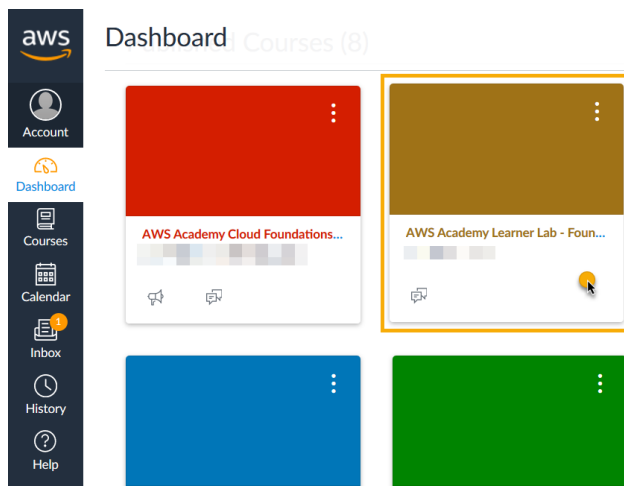 aws
Dashboard
Courses (8)
Account
Dashboard
Courses
Calendar
1
Inbox
History
Help
AWS Academy Cloud Foundations...
AWS Academy Learner Lab - Foun...